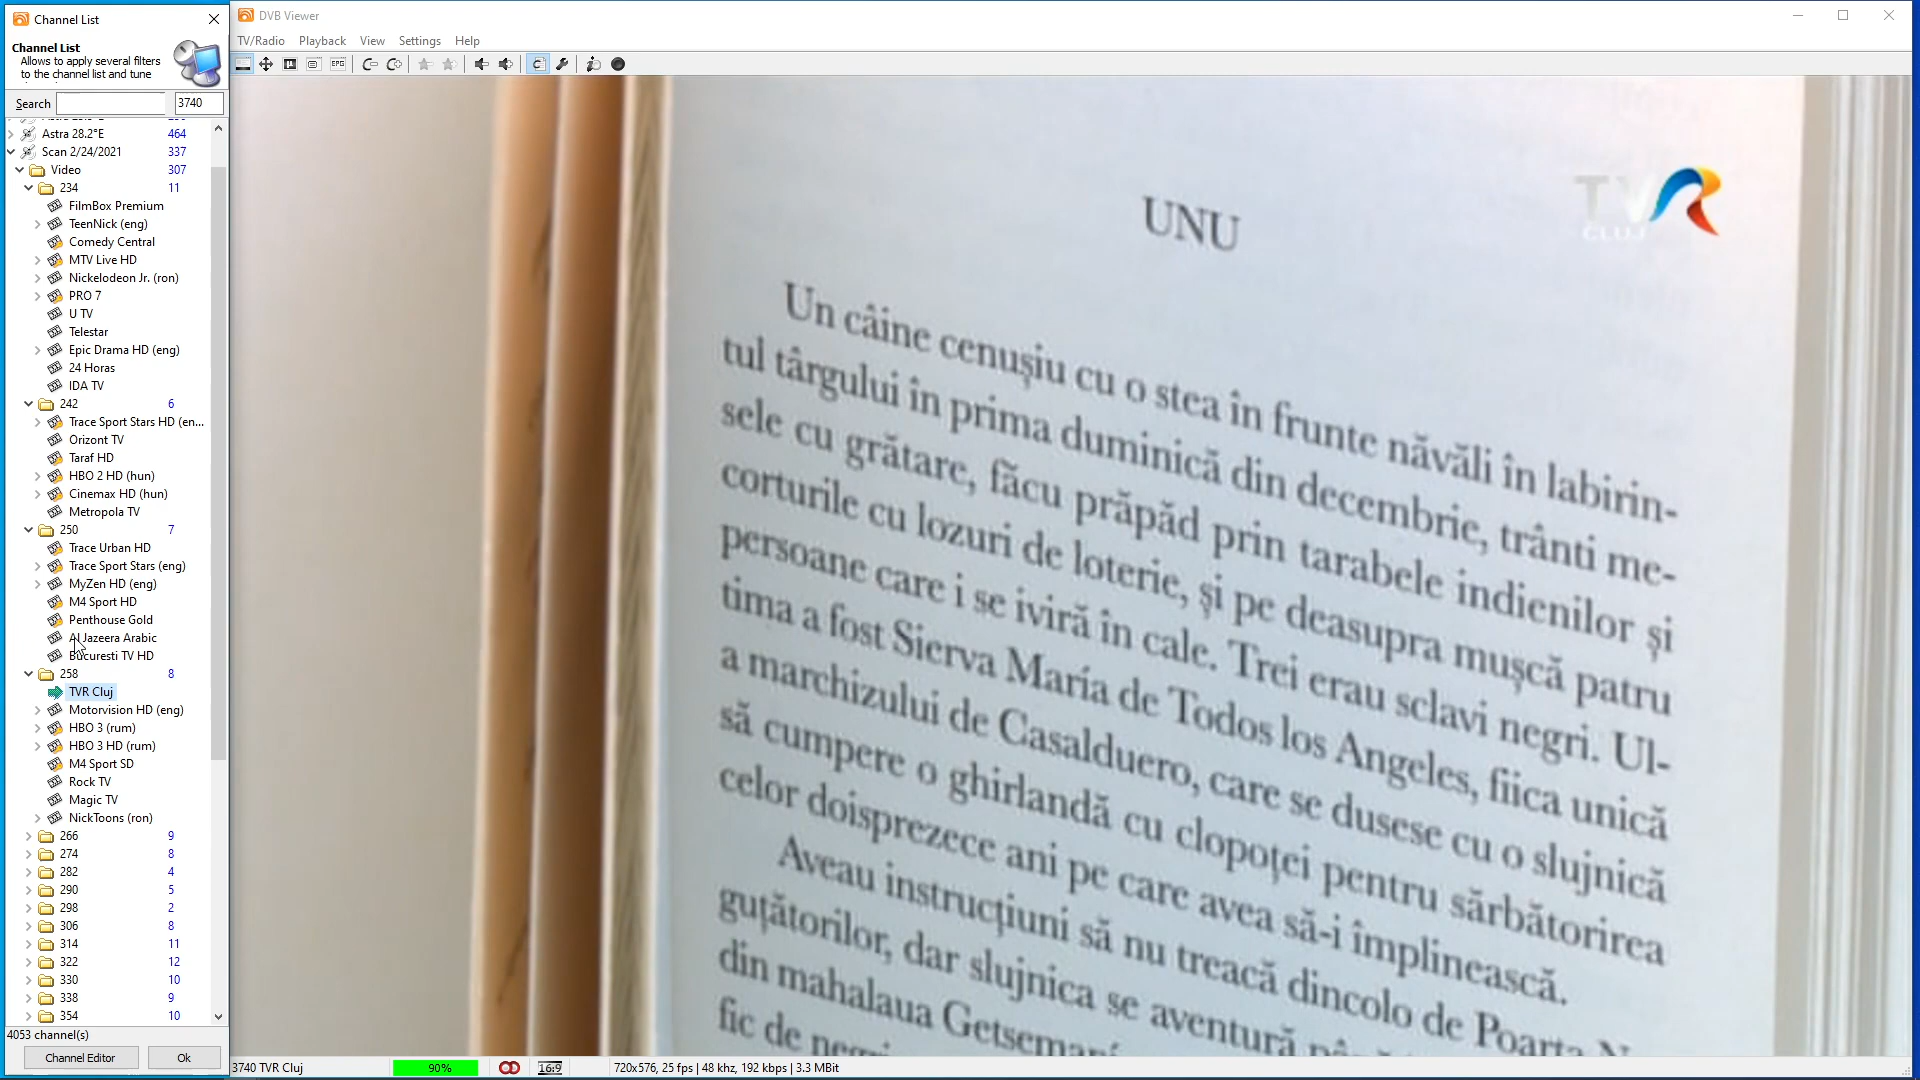 Channel List
DVB Viewer
TV/Radio Playback View Settings Help
Channel List
Allows to apply several filters
to the channel list and tune
EPG
Search 3740
Astra 28.2°E 464
Scan 2/24/2021 337
Video 307
234 11
FilmBox Premium
TeenNick (eng)
Comedy Central
MTV Live HD
Nickelodeon Jr. (ron)
PRO 7
U TV
Telestar
Epic Drama HD (eng)
24 Horas
IDA TV
242 6
Trace Sport Stars HD (en...
Orizont TV
Taraf HD
HBO 2 HD (hun)
Cinemax HD (hun)
Metropola TV
250 7
Trace Urban HD
Trace Sport Stars (eng)
MyZen HD (eng)
M4 Sport HD
Penthouse Gold
Al Jazeera Arabic
Bucuresti TV HD
258 8
TVR Cluj
Motorvision HD (eng)
HBO 3 (rum)
HBO 3 HD (rum)
M4 Sport SD
Rock TV
Magic TV
NickToons (ron)
266 9
274 8
282 4
290 5
298 2
306 8
314 11
322 12
330 10
338 9
354 10
4053 channel(s)
Channel Editor Ok
TVR
CLUJ
UNU
Un câine cenușiu cu o stea în frunte năvăli în labirin-
tul târgului în prima duminică din decembrie, trânti me-
sele cu grătare, făcu prăpăd prin tarabele indienilor și
corturile cu lozuri de loterie, și pe deasupra mușcă patru
persoane care i se iviră în cale. Trei erau sclavi negri. Ul-
tima a fost Sierva María de Todos los Angeles, fiica unică
a marchizului de Casalduero, care se dusese cu o slujnică
să cumpere o ghirlandă cu clopoței pentru sărbătorirea
celor doisprezece ani pe care avea să-i împlinească.
Aveau instrucțiuni să nu treacă dincolo de Poarta
guțătorilor, dar slujnica se aventură
din mahalaua Getsemaní
fic de negri
3740 TVR Cluj 90% 16:9 720x576, 25 fps | 48 khz, 192 kbps | 3.3 MBit